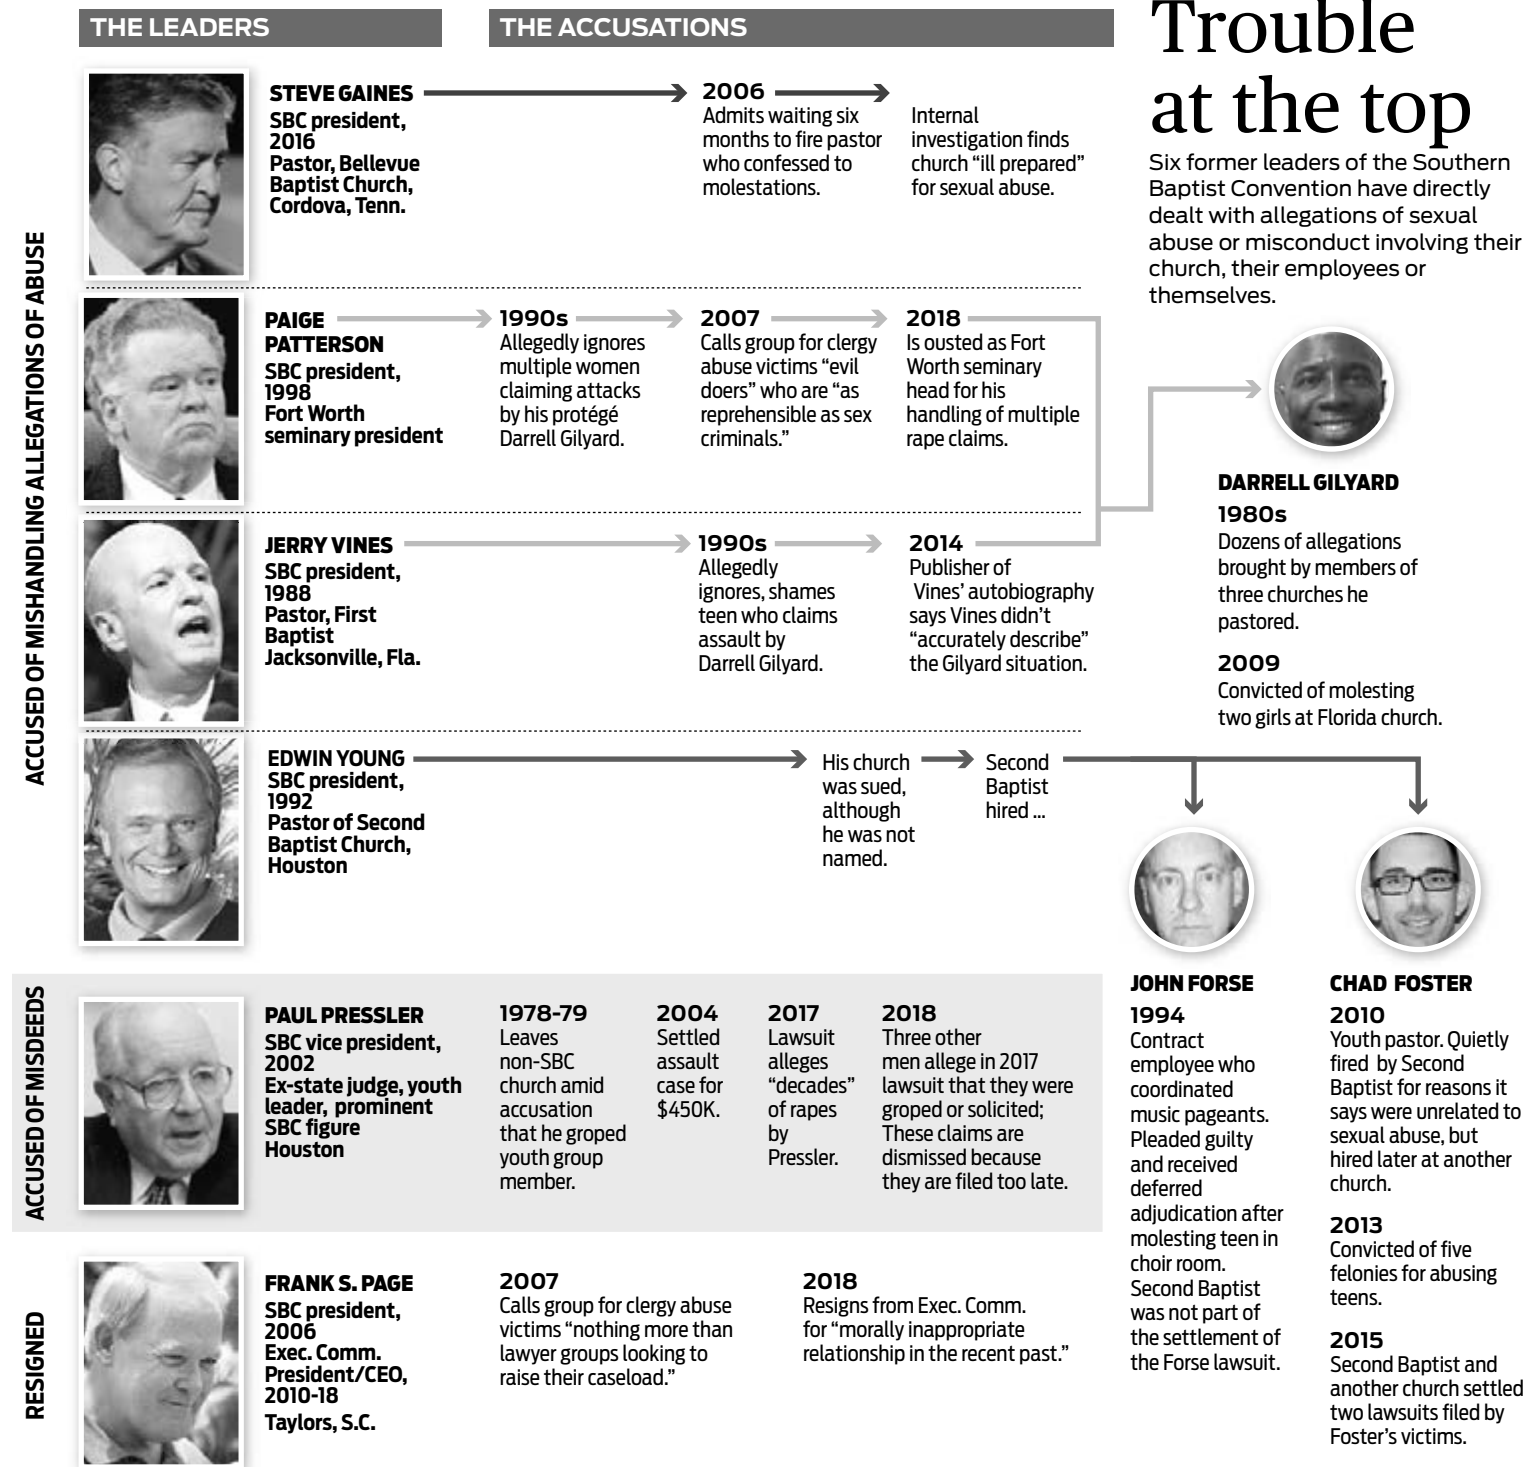 THE LEADERS
THE ACCUSATIONS
Trouble
at the top
Six former leaders of the Southern
Baptist Convention have directly
dealt with allegations of sexual
abuse or misconduct involving their
church, their employees or
themselves.
ACCUSED OF MISHANDLING ALLEGATIONS OF ABUSE
STEVE GAINES
SBC president,
2016
Pastor, Bellevue
Baptist Church,
Cordova, Tenn.
2006
Admits waiting six
months to fire pastor
who confessed to
molestations.
Internal
investigation finds
church “ill prepared”
for sexual abuse.
PAIGE
PATTERSON
SBC president,
1998
Fort Worth
seminary president
1990s
Allegedly ignores
multiple women
claiming attacks
by his protégé
Darrell Gilyard.
2007
Calls group for clergy
abuse victims “evil
doers” who are “as
reprehensible as sex
criminals.”
2018
Is ousted as Fort
Worth seminary
head for his
handling of multiple
rape claims.
JERRY VINES
SBC president,
1988
Pastor, First
Baptist
Jacksonville, Fla.
1990s
Allegedly
ignores, shames
teen who claims
assault by
Darrell Gilyard.
2014
Publisher of
Vines’ autobiography
says Vines didn’t
“accurately describe”
the Gilyard situation.
DARRELL GILYARD
1980s
Dozens of allegations
brought by members of
three churches he
pastored.
2009
Convicted of molesting
two girls at Florida church.
EDWIN YOUNG
SBC president,
1992
Pastor of Second
Baptist Church,
Houston
His church
was sued,
although
he was not
named.
Second
Baptist
hired ...
JOHN FORSE
1994
Contract
employee who
coordinated
music pageants.
Pleaded guilty
and received
deferred
adjudication after
molesting teen in
choir room.
Second Baptist
was not part of
the settlement of
the Forse lawsuit.
CHAD FOSTER
2010
Youth pastor. Quietly
fired by Second
Baptist for reasons it
says were unrelated to
sexual abuse, but
hired later at another
church.
2013
Convicted of five
felonies for abusing
teens.
2015
Second Baptist and
another church settled
two lawsuits filed by
Foster’s victims.
ACCUSED OF MISDEEDS
PAUL PRESSLER
SBC vice president,
2002
Ex-state judge, youth
leader, prominent
SBC figure
Houston
1978-79
Leaves
non-SBC
church amid
accusation
that he groped
youth group
member.
2004
Settled
assault
case for
$450K.
2017
Lawsuit
alleges
“decades”
of rapes
by
Pressler.
2018
Three other
men allege in 2017
lawsuit that they were
groped or solicited;
These claims are
dismissed because
they are filed too late.
RESIGNED
FRANK S. PAGE
SBC president,
2006
Exec. Comm.
President/CEO,
2010-18
Taylors, S.C.
2007
Calls group for clergy abuse
victims “nothing more than
lawyer groups looking to
raise their caseload.”
2018
Resigns from Exec. Comm.
for “morally inappropriate
relationship in the recent past.”